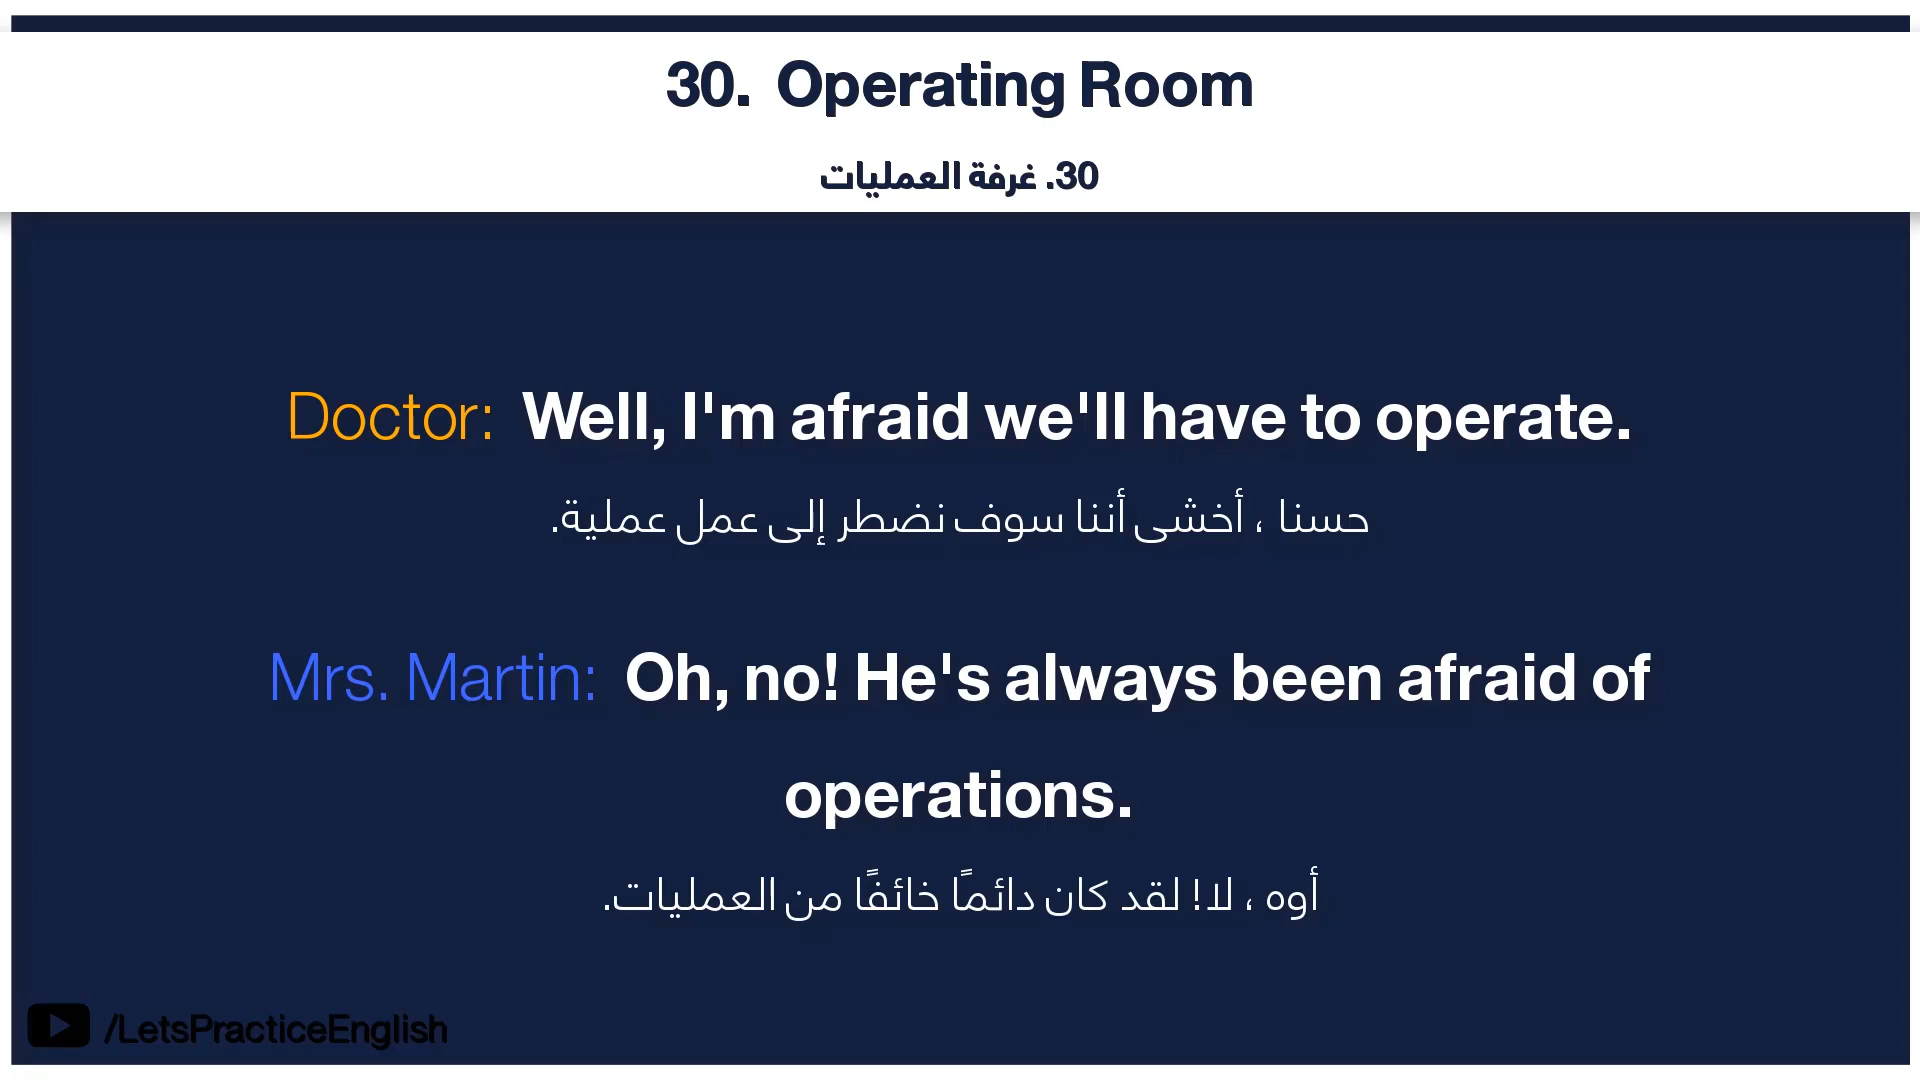 30. Operating Room
30. غرفة العمليات
Doctor: Well, I'm afraid we'll have to operate.
حسنا ، أخشى أننا سوف نضطر إلى عمل عملية.
Mrs. Martin: Oh, no! He's always been afraid of
operations.
أوه ، لا! لقد كان دائمًا خائفًا من العمليات.
/LetsPracticeEnglish